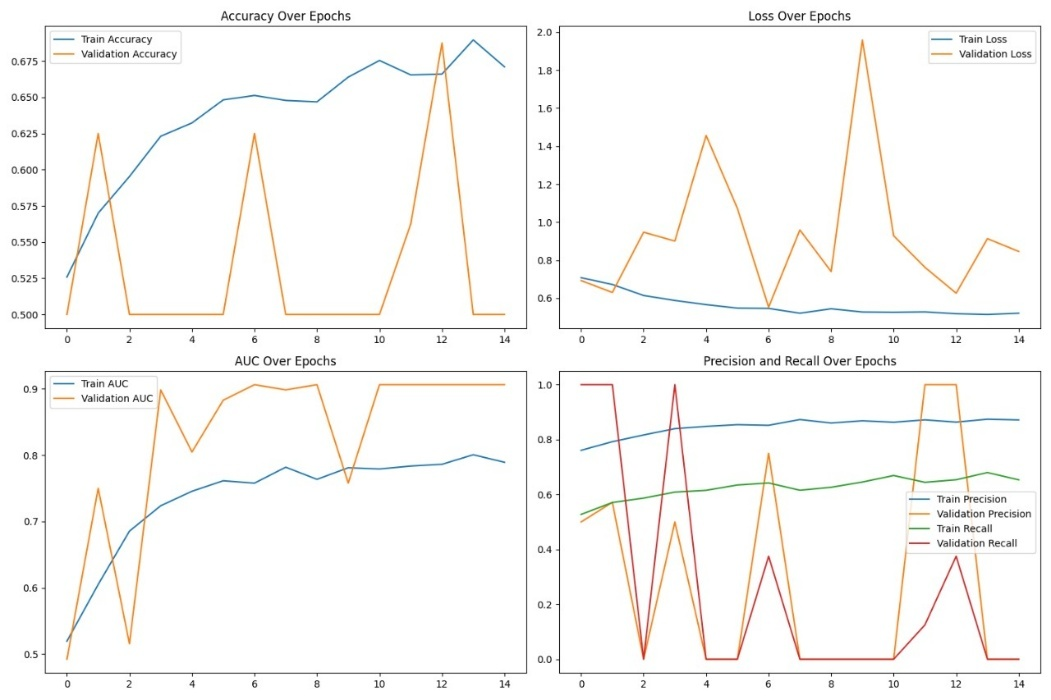 Accuracy Over Epochs
Train Accuracy
Validation Accuracy
0.675
0.650
0.625
0.600
0.575
0.550
0.525
0.500
0 2 4 6 8 10 12 14
Loss Over Epochs
Train Loss
Validation Loss
2.0
1.8
1.6
1.4
1.2
1.0
0.8
0.6
0 2 4 6 8 10 12 14
AUC Over Epochs
Train AUC
Validation AUC
0.9
0.8
0.7
0.6
0.5
0 2 4 6 8 10 12 14
Precision and Recall Over Epochs
1.0
0.8
0.6
0.4
0.2
0.0
Train Precision
Validation Precision
Train Recall
Validation Recall
0 2 4 6 8 10 12 14